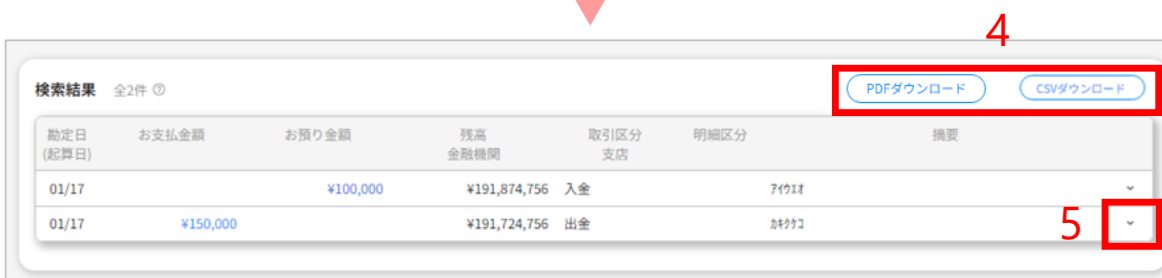 4
検索結果 全2件 PDFダウンロード CSVダウンロード
勘定日 お支払金額 お預り金額 残高 取引区分 明細区分 摘要
(起算日) 金融機関 支店
01/17 ¥100,000 ¥191,874,756 入金 ｱｲｳｴｵ
01/17 ¥150,000 ¥191,724,756 出金 ｶｷｸｹｺ 5